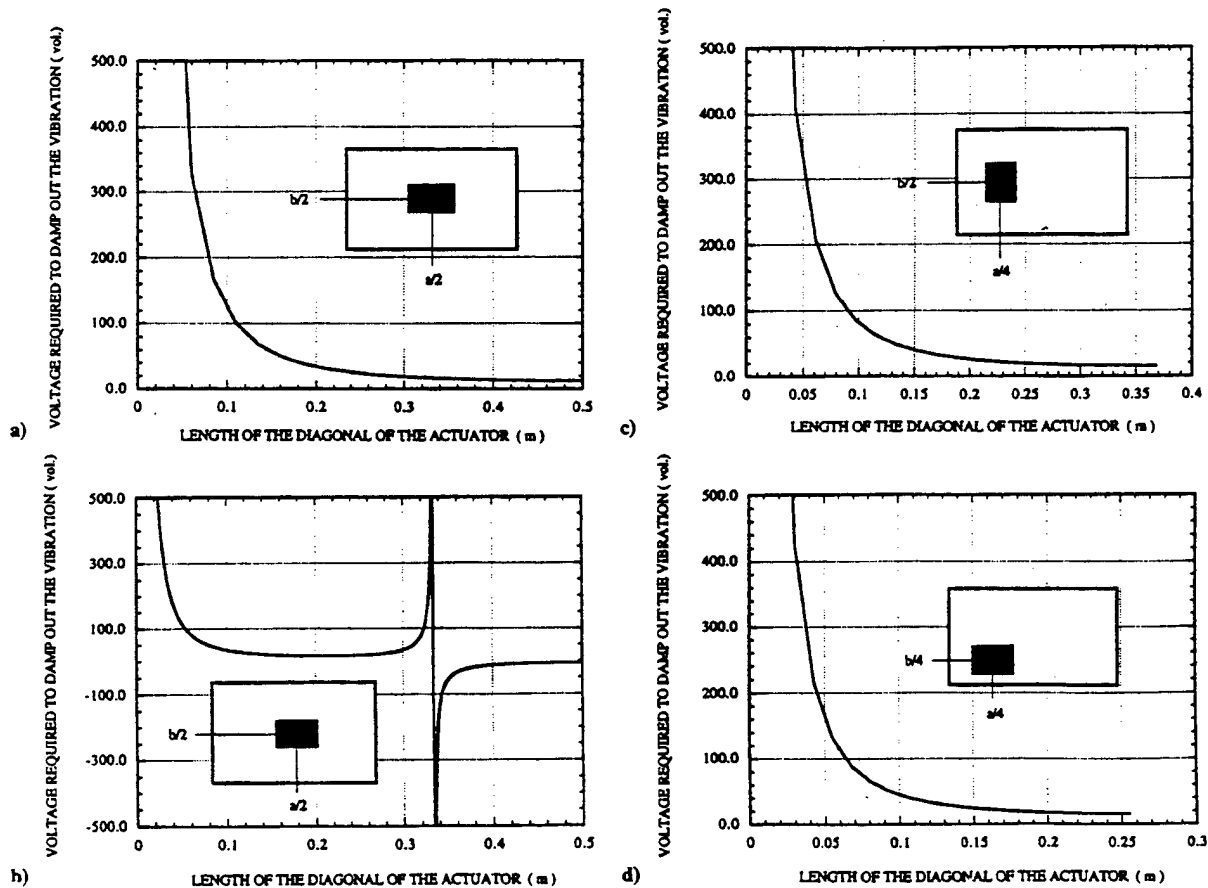 VOLTAGE REQUIRED TO DAMP OUT THE VIBRATION ( vol.)
500.0
400.0
300.0
200.0
100.0
0.0
b/2
a/2
0
0.1
0.2
0.3
0.4
0.5
a)
LENGTH OF THE DIAGONAL OF THE ACTUATOR ( m )
VOLTAGE REQUIRED TO DAMP OUT THE VIBRATION ( vol.)
500.0
400.0
300.0
200.0
100.0
0.0
b/2
a/4
0
0.05
0.1
0.15
0.2
0.25
0.3
0.35
0.4
c)
LENGTH OF THE DIAGONAL OF THE ACTUATOR ( m )
VOLTAGE REQUIRED TO DAMP OUT THE VIBRATION ( vol.)
500.0
300.0
100.0
-100.0
-300.0
-500.0
b/2
a/2
0
0.1
0.2
0.3
0.4
0.5
b)
LENGTH OF THE DIAGONAL OF THE ACTUATOR ( m )
VOLTAGE REQUIRED TO DAMP OUT THE VIBRATION ( vol.)
500.0
400.0
300.0
200.0
100.0
0.0
b/4
a/4
0
0.05
0.1
0.15
0.2
0.25
0.3
d)
LENGTH OF THE DIAGONAL OF THE ACTUATOR ( m )